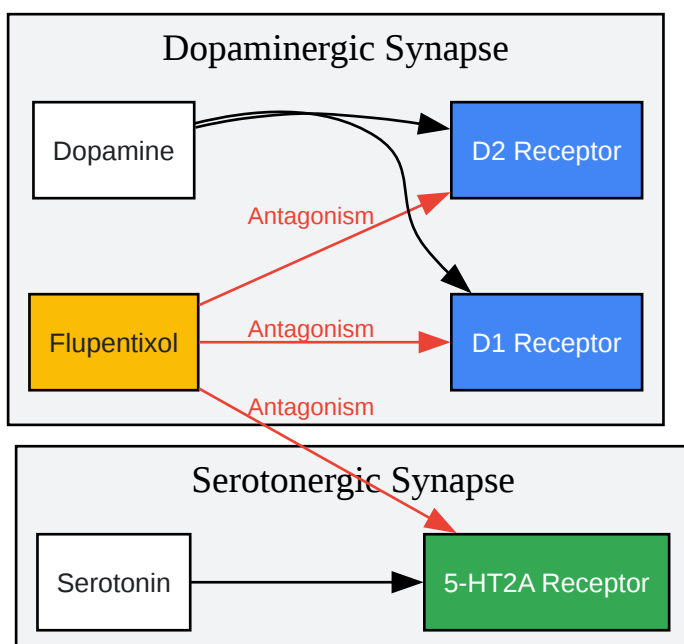 Dopaminergic Synapse
Dopamine
D2 Receptor
Antagonism
Flupentixol
Antagonism
D1 Receptor
Antagonism
Serotonergic Synapse
Serotonin
5-HT2A Receptor